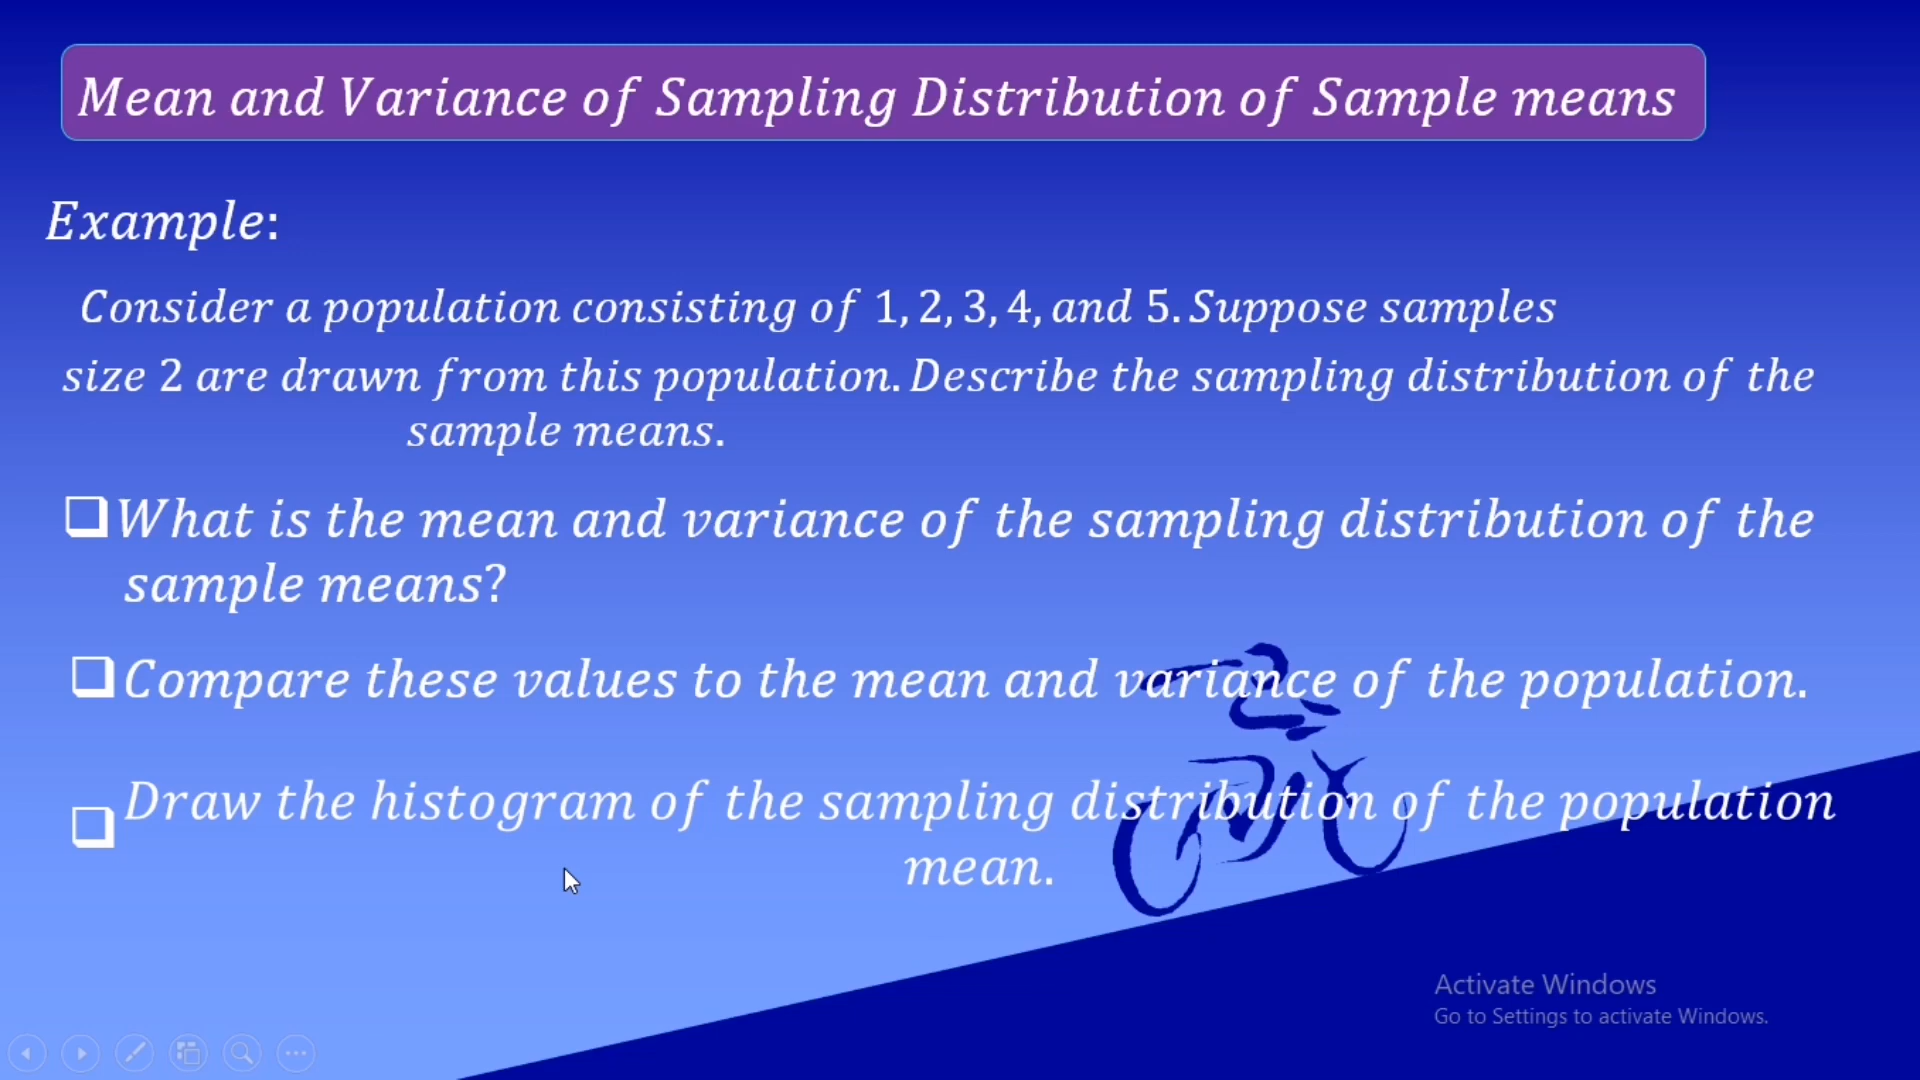 Mean and Variance of Sampling Distribution of Sample means
Example:
Consider a population consisting of 1, 2, 3, 4, and 5. Suppose samples
size 2 are drawn from this population. Describe the sampling distribution of the
sample means.
❑What is the mean and variance of the sampling distribution of the
sample means?
❑Compare these values to the mean and variance of the population.
❑Draw the histogram of the sampling distribution of the population
mean.
Activate Windows
Go to Settings to activate Windows.